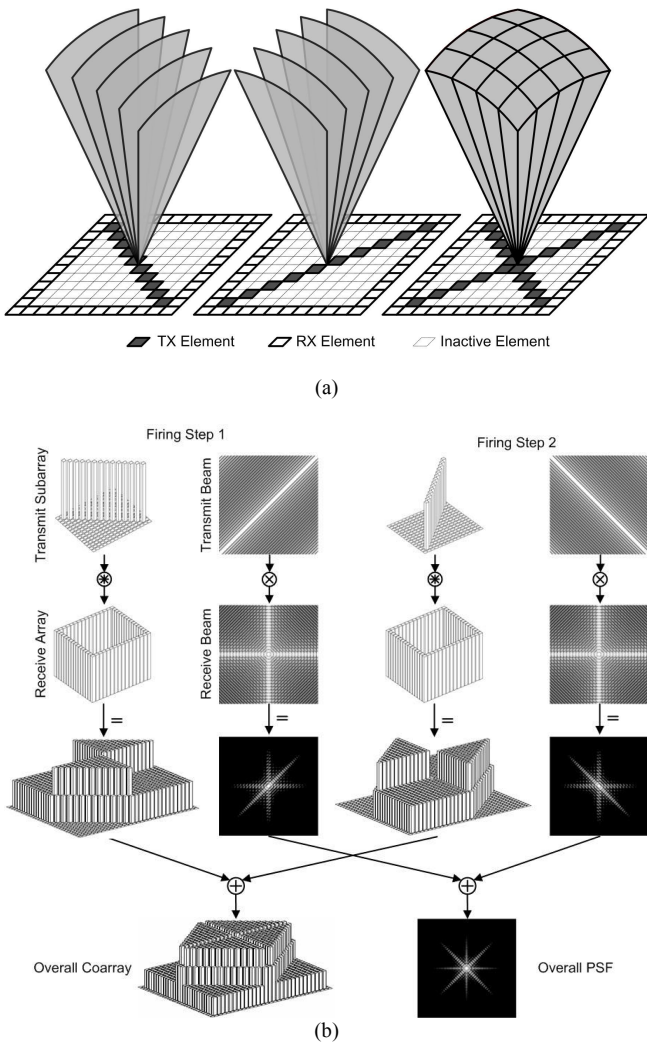 TX Element RX Element Inactive Element
(a)
Firing Step 1 Firing Step 2
Transmit Subarray
Transmit Beam
Receive Array
Receive Beam
=
=
=
=
Overall Coarray
Overall PSF
(b)